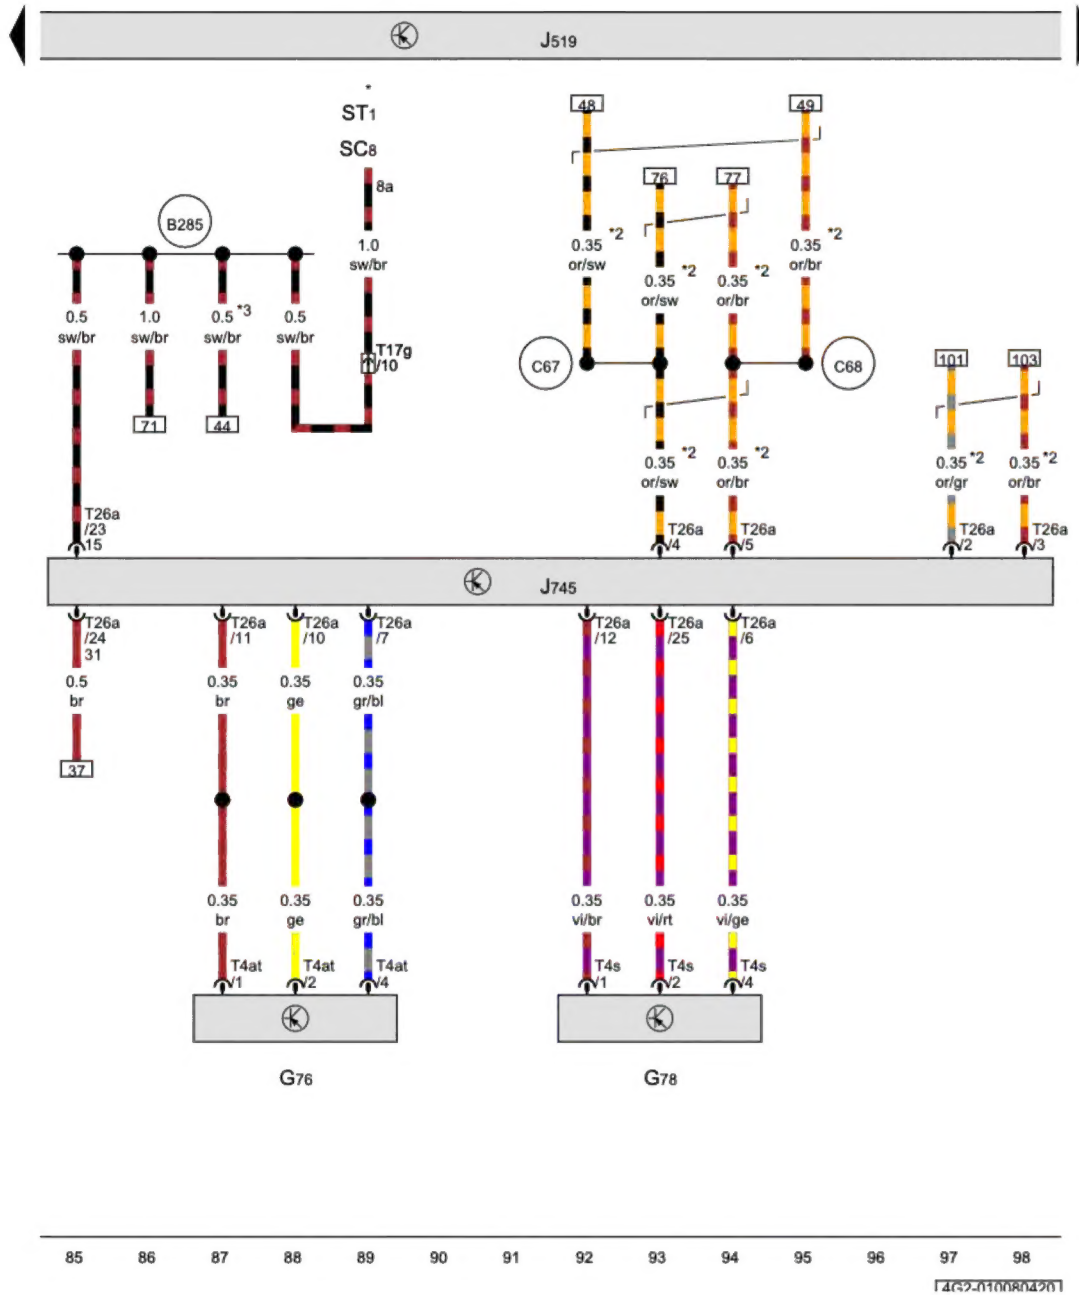 J519
*
ST1
SC8
48
49
8a
76
77
B285
1.0
sw/br
0.35 *2
or/sw
0.35 *2
or/br
0.5
sw/br
1.0
sw/br
0.5 *3
sw/br
0.5
sw/br
0.35 *2
or/sw
0.35 *2
or/br
T17g
/10
C67
C68
101
103
71
44
0.35 *2
or/sw
0.35 *2
or/br
0.35 *2
or/gr
0.35 *2
or/br
T26a
/23
15
T26a
/4
T26a
/5
T26a
/2
T26a
/3
J745
T26a
/24
31
T26a
/11
T26a
/10
T26a
/7
T26a
/12
T26a
/25
T26a
/6
0.5
br
0.35
br
0.35
ge
0.35
gr/bl
0.35
vi/br
0.35
vi/rt
0.35
vi/ge
37
0.35
br
0.35
ge
0.35
gr/bl
T4at
/1
T4at
/2
T4at
/4
T4s
/1
T4s
/2
T4s
/4
G76
G78
85 86 87 88 89 90 91 92 93 94 95 96 97 98
4G2-010080420